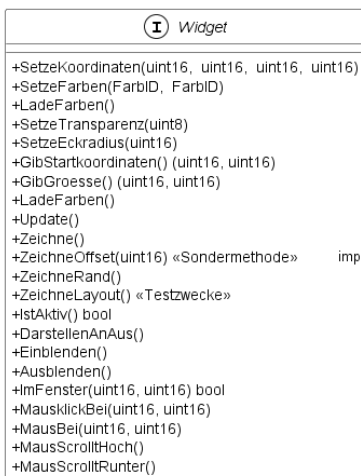 I Widget
+SetzeKoordinaten(uint16, uint16, uint16, uint16)
+SetzeFarben(FarbID, FarbID)
+LadeFarben()
+SetzeTransparenz(uint8)
+SetzeEckradius(uint16)
+GibStartkoordinaten() (uint16, uint16)
+GibGroesse() (uint16, uint16)
+LadeFarben()
+Update()
+Zeichne()
+ZeichneOffset(uint16) «Sondermethode» imp
+ZeichneRand()
+ZeichneLayout() «Testzwecke»
+IstAktiv() bool
+DarstellenAnAus()
+Einblenden()
+Ausblenden()
+ImFenster(uint16, uint16) bool
+MausklickBei(uint16, uint16)
+MausBei(uint16, uint16)
+MausScrolltHoch()
+MausScrolltRunter()